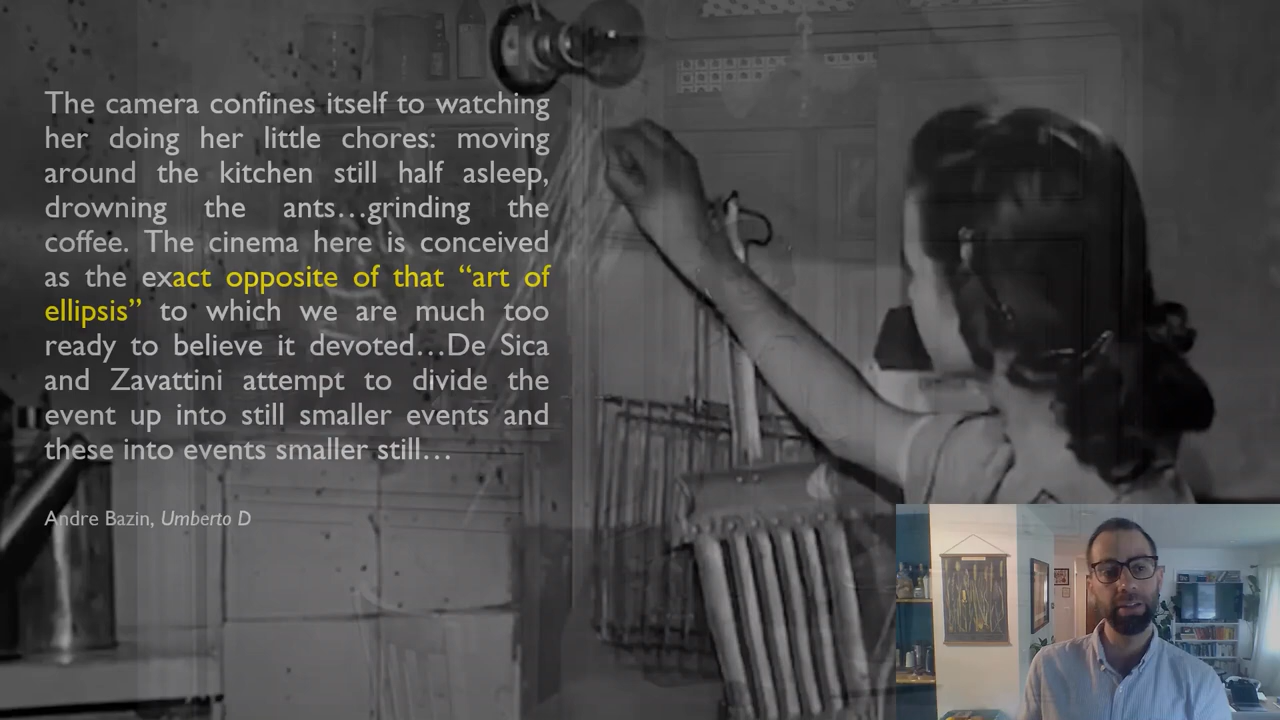 The camera confines itself to watching
her doing her little chores: moving
around the kitchen still half asleep,
drowning the ants…grinding the
coffee. The cinema here is conceived
as the exact opposite of that “art of
ellipsis” to which we are much too
ready to believe it devoted…De Sica
and Zavattini attempt to divide the
event up into still smaller events and
these into events smaller still…
Andre Bazin, Umberto D